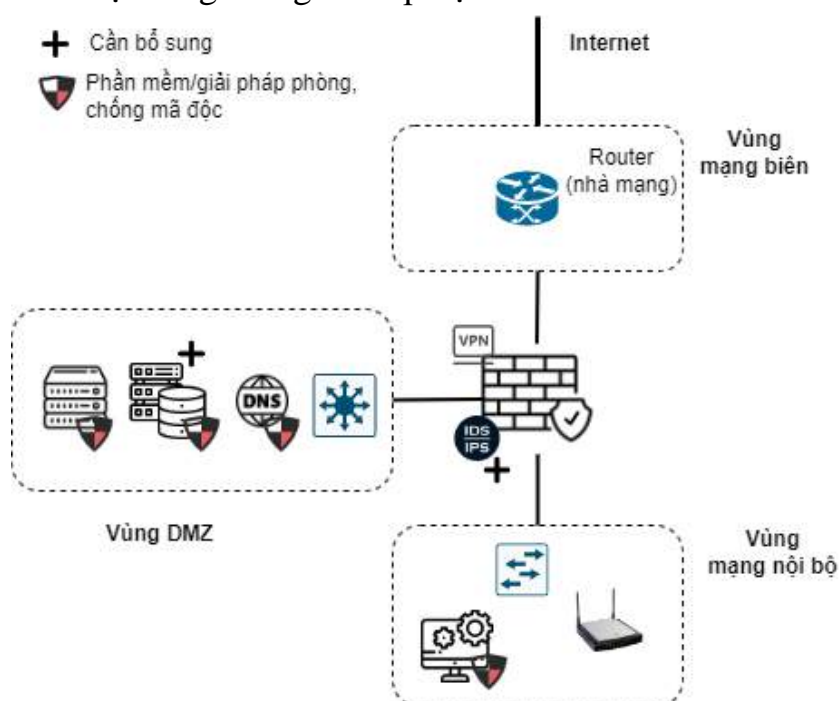 Cần bổ sung
Phần mềm/giải pháp phòng,
chống mã độc
Internet
Vùng
mạng biên
Router
(nhà mạng)
VPN
DNS
IDS
IPS
Vùng DMZ
Vùng
mạng nội bộ